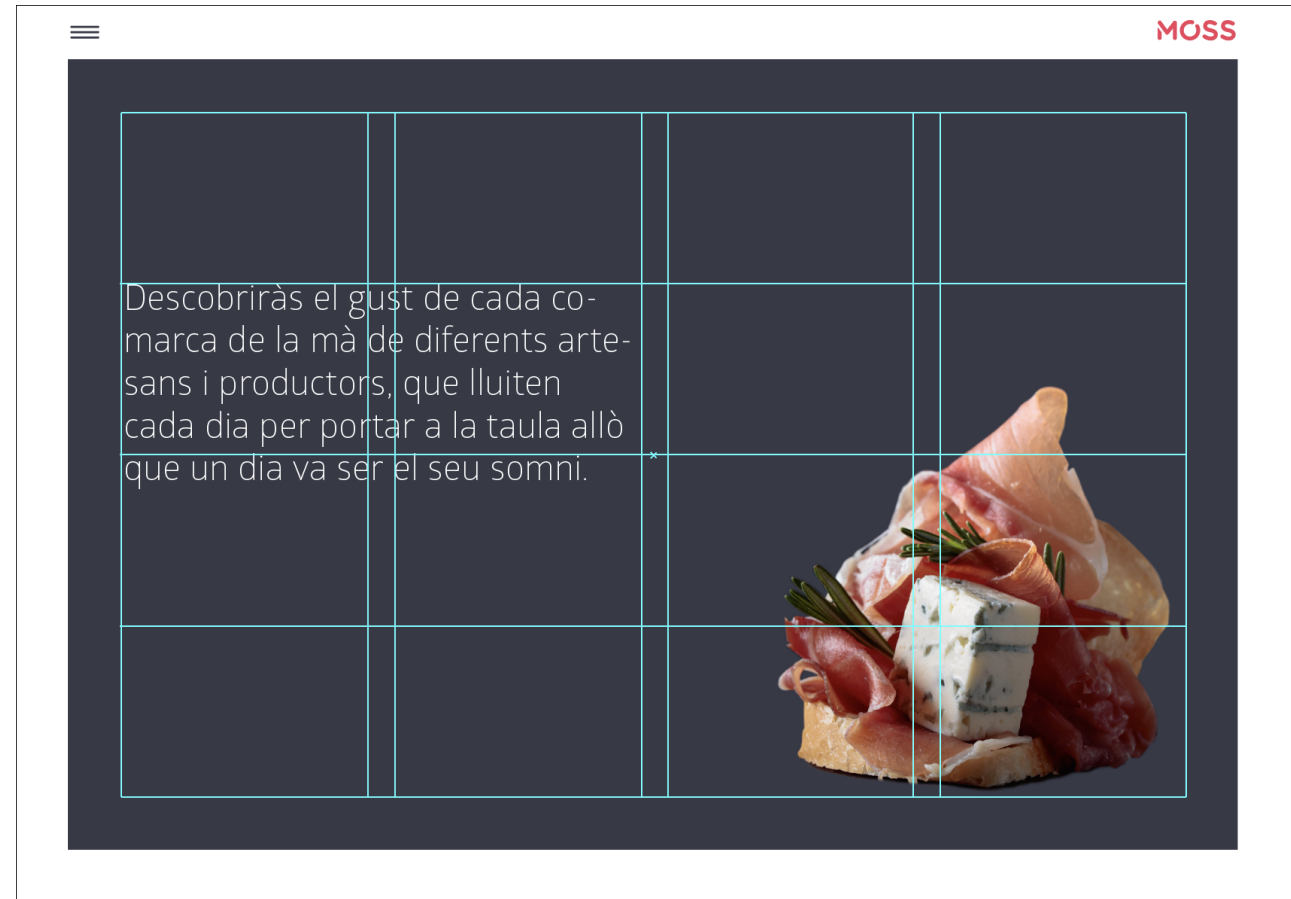 MOSS
Descobriràs el gust de cada co-
marca de la mà de diferents arte-
sans i productors, que lluiten
cada dia per portar a la taula allò
que un dia va ser el seu somni.